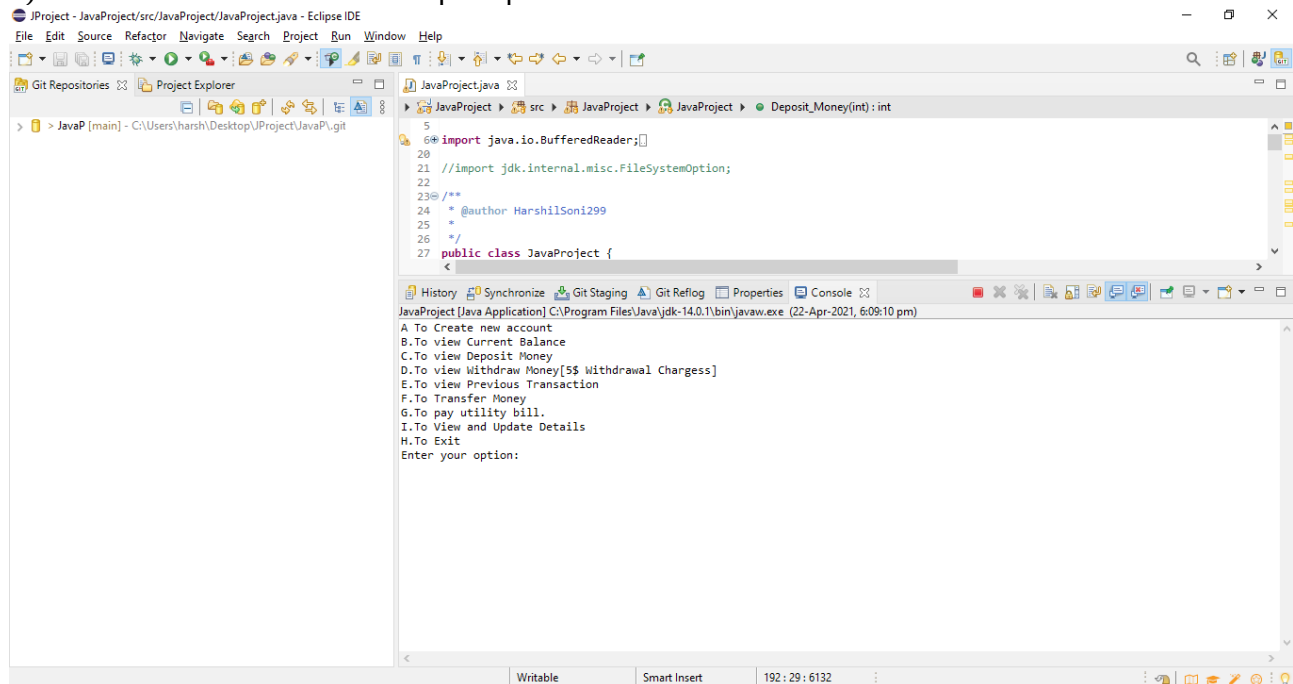 JProject - JavaProject/src/JavaProject/JavaProject.java - Eclipse IDE
File Edit Source Refactor Navigate Search Project Run Window Help
Git Repositories Project Explorer
JavaProject.java
JavaProject src JavaProject JavaProject Deposit_Money(int) : int
> JavaP [main] - C:\Users\harsh\Desktop\JProject\JavaP\.git
5
6 import java.io.BufferedReader;
20
21 //import jdk.internal.misc.FileSystemOption;
22
23 /**
24 * @author HarshilSoni299
25 *
26 */
27 public class JavaProject {
History Synchronize Git Staging Git Reflog Properties Console
JavaProject [Java Application] C:\Program Files\Java\jdk-14.0.1\bin\javaw.exe (22-Apr-2021, 6:09:10 pm)
A To Create new account
B.To view Current Balance
C.To view Deposit Money
D.To view Withdraw Money[5$ Withdrawal Chargess]
E.To view Previous Transaction
F.To Transfer Money
G.To pay utility bill.
I.To View and Update Details
H.To Exit
Enter your option:
Writable Smart Insert 192 : 29 : 6132